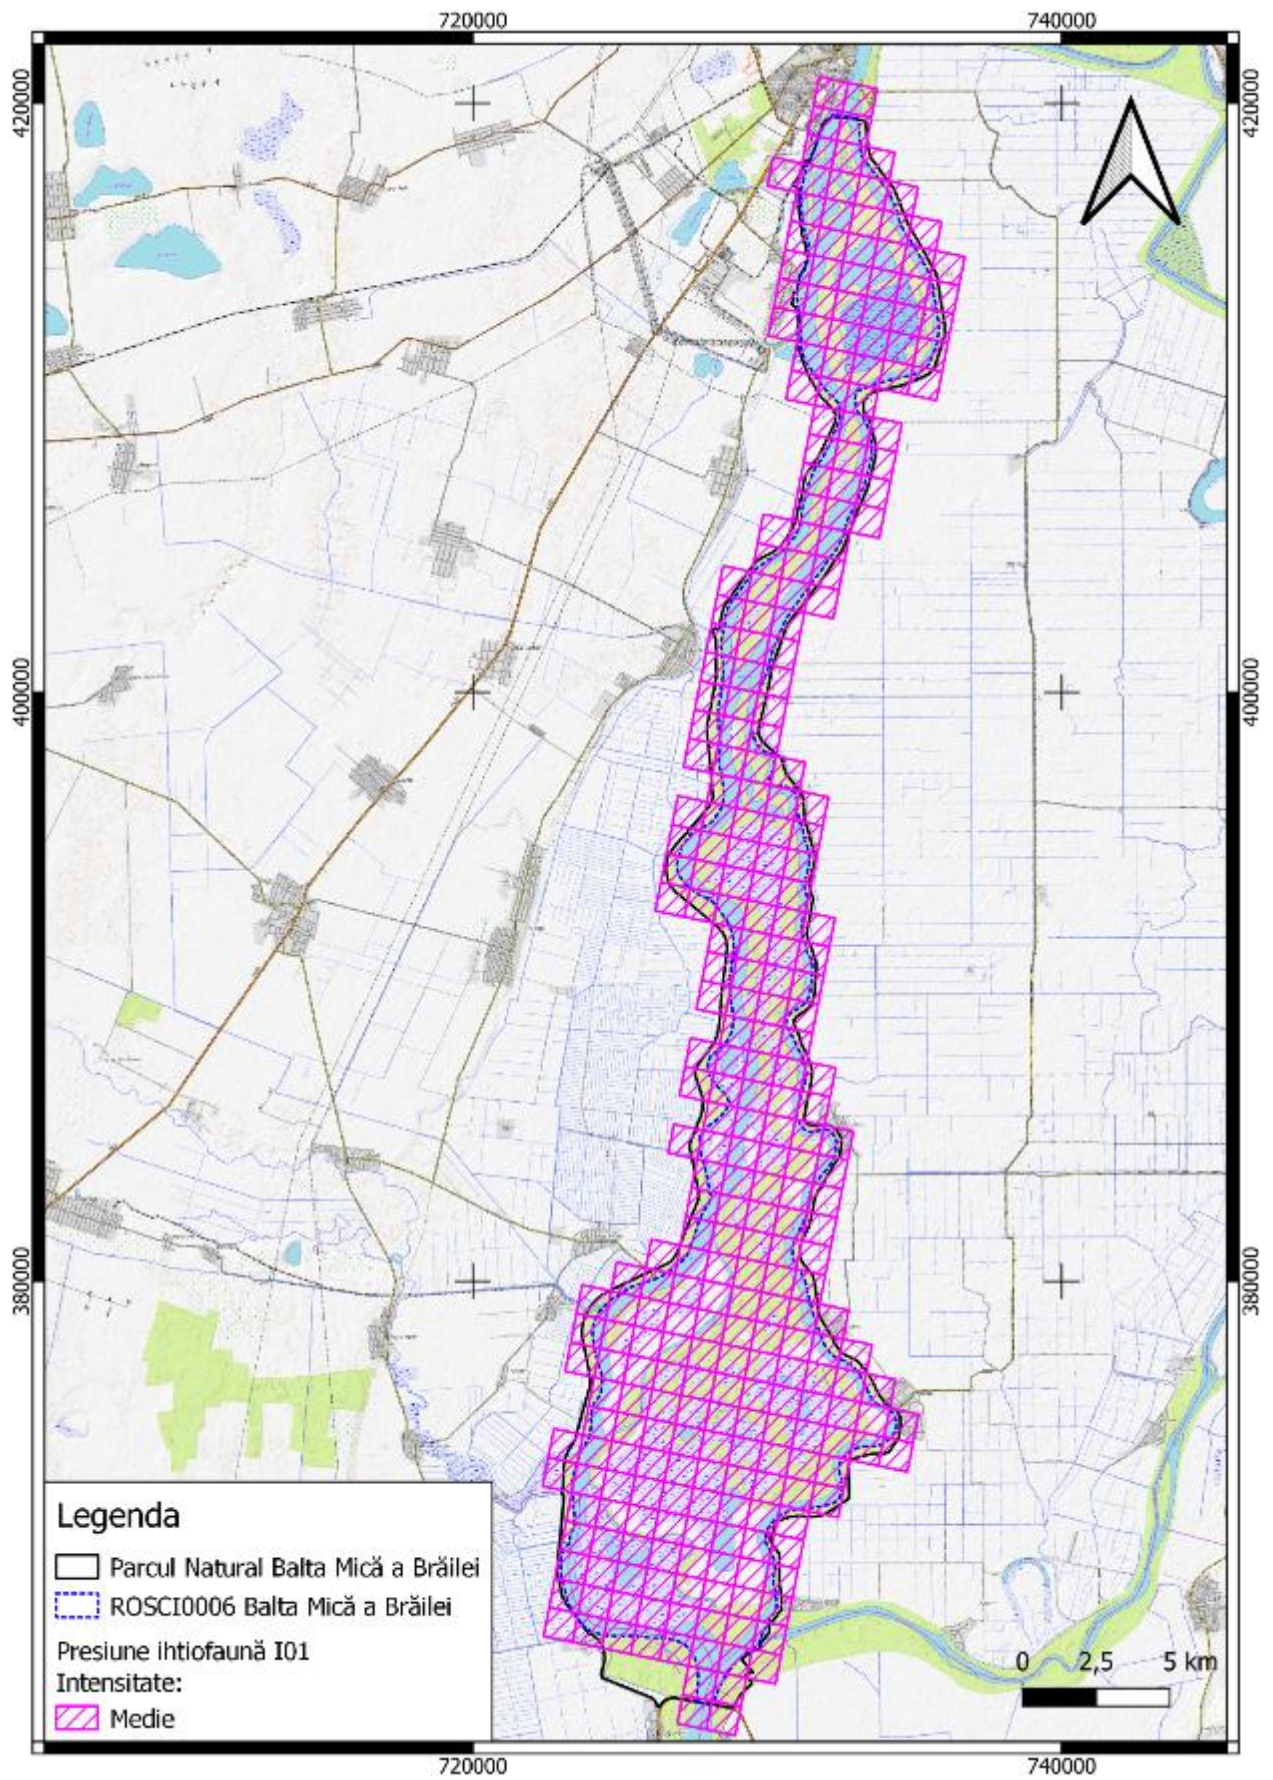 720000
740000
420000
420000
400000
400000
380000
380000
Legenda
Parcul Natural Balta Mică a Brăilei
ROSCI0006 Balta Mică a Brăilei
Presiune ihtiofaună I01
Intensitate:
Medie
0 2,5 5 km
720000
740000